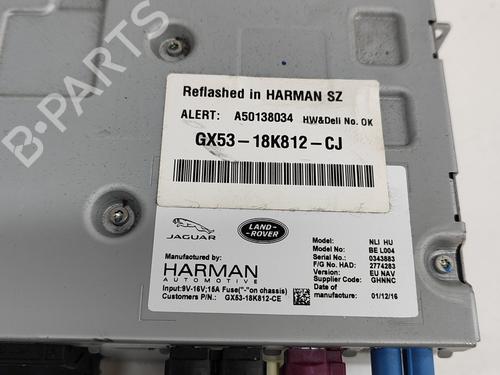 Reflashed in HARMAN SZ
ALERT: A50138034 HW&Deli No. OK
GX53-18K812-CJ
JAGUAR
LAND-ROVER
Manufactured by:
HARMAN
AUTOMOTIVE
Input:9V-16V;15A Fuse("-"on chassis)
Customers P/N.: GX53-18K812-CE
Model: NLI HU
Model No: BE L004
Serial No.: 0343883
F/G No. HAD: 2774283
Version: EU NAV
Supplier Code: GHNNC
Date of
manufacture: 01/12/16
B-PARTS